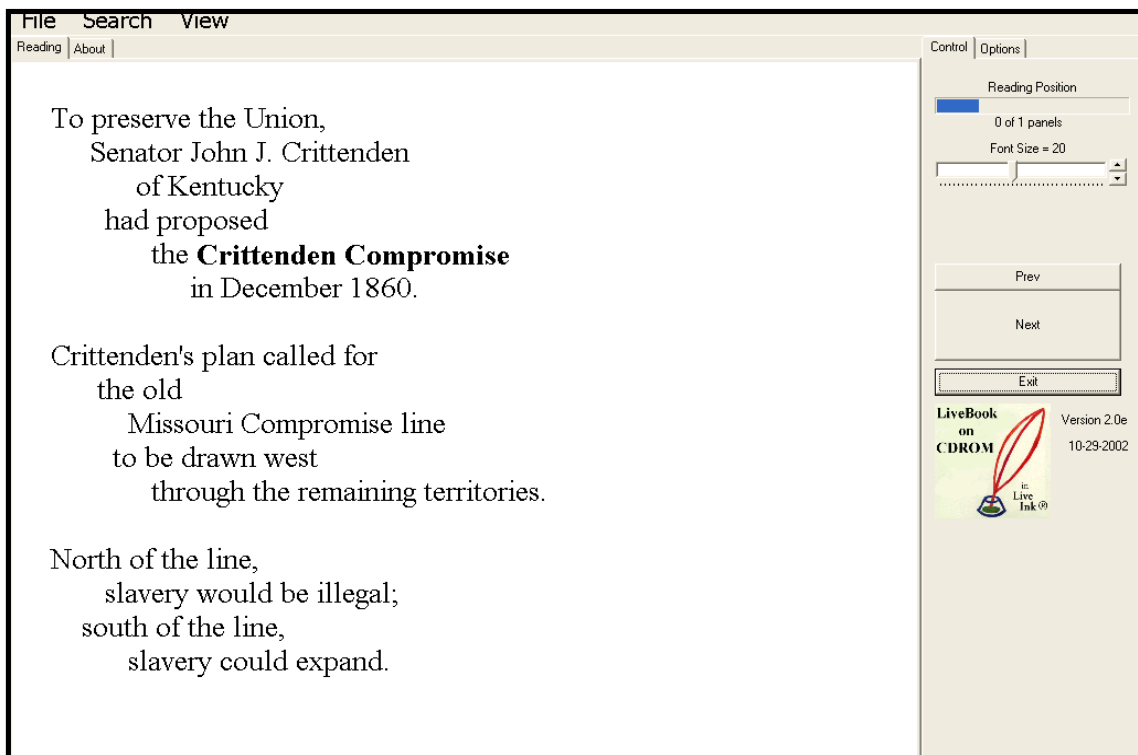 File Search View
Reading About
To preserve the Union,
Senator John J. Crittenden
of Kentucky
had proposed
the Crittenden Compromise
in December 1860.
Crittenden's plan called for
the old
Missouri Compromise line
to be drawn west
through the remaining territories.
North of the line,
slavery would be illegal;
south of the line,
slavery could expand.
Control Options
Reading Position
0 of 1 panels
Font Size = 20
Prev
Next
Exit
LiveBook
on
CDROM
in
Live
Ink ®
Version 2.0e
10-29-2002